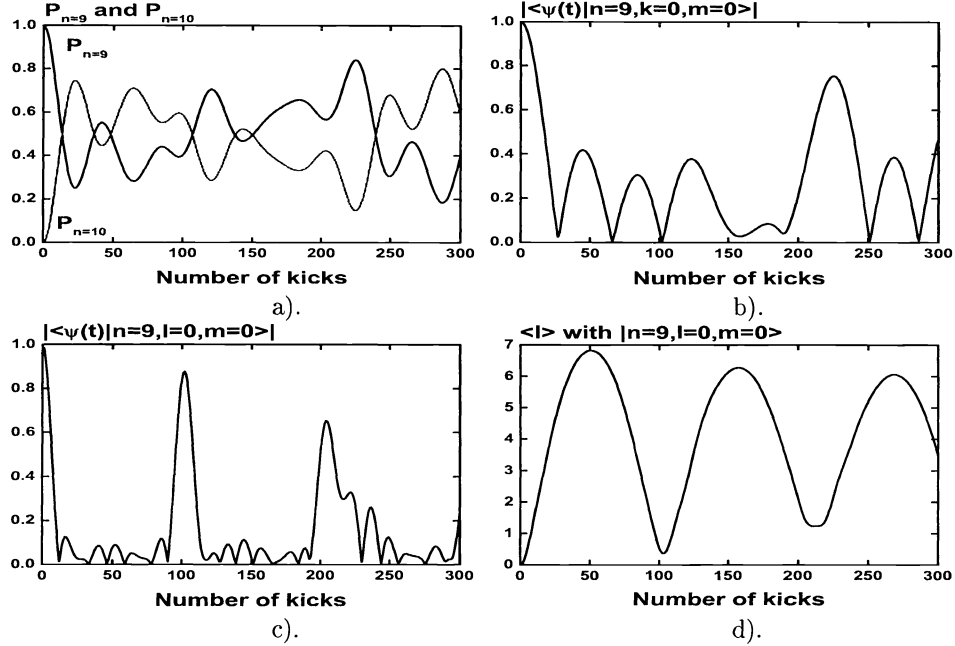 P n=9 and P n=10
P n=9
P n=10
1.0
0.8
0.6
0.4
0.2
0.0
0 50 100 150 200 250 300
Number of kicks
a).
|<ψ(t)|n=9,k=0,m=0>|
1.0
0.8
0.6
0.4
0.2
0.0
0 50 100 150 200 250 300
Number of kicks
b).
|<ψ(t)|n=9,l=0,m=0>|
1.0
0.8
0.6
0.4
0.2
0.0
0 50 100 150 200 250 300
Number of kicks
c).
<l> with |n=9,l=0,m=0>
7
6
5
4
3
2
1
0
0 50 100 150 200 250 300
Number of kicks
d).